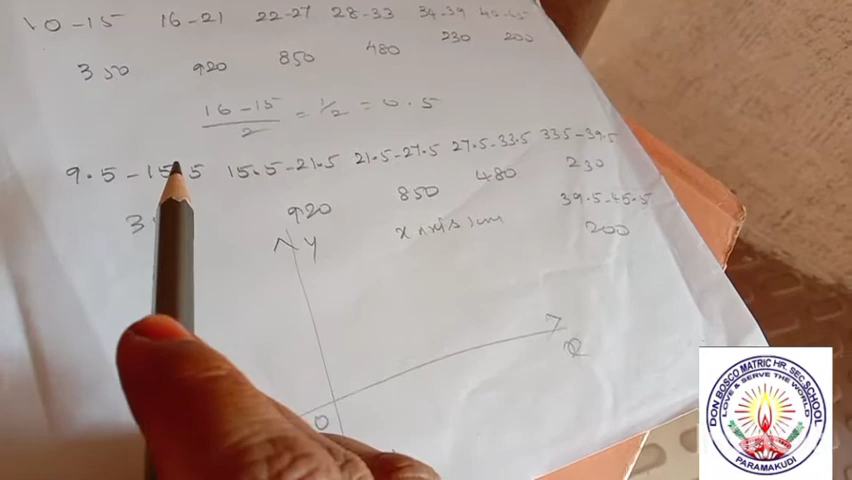 10-15 16-21 22-27 28-33 34-39 40-45
350 920 850 480 230 200
16-15/2 = 1/2 = 0.5
9.5-15.5 15.5-21.5 21.5-27.5 27.5-33.5 33.5-39.5
920 850 480 230
39.5-45.5
200
x axis 1cm
Y
O
DON BOSCO MATRIC HR. SEC. SCHOOL
LOVE & SERVE THE WORLD
PARAMAKUDI